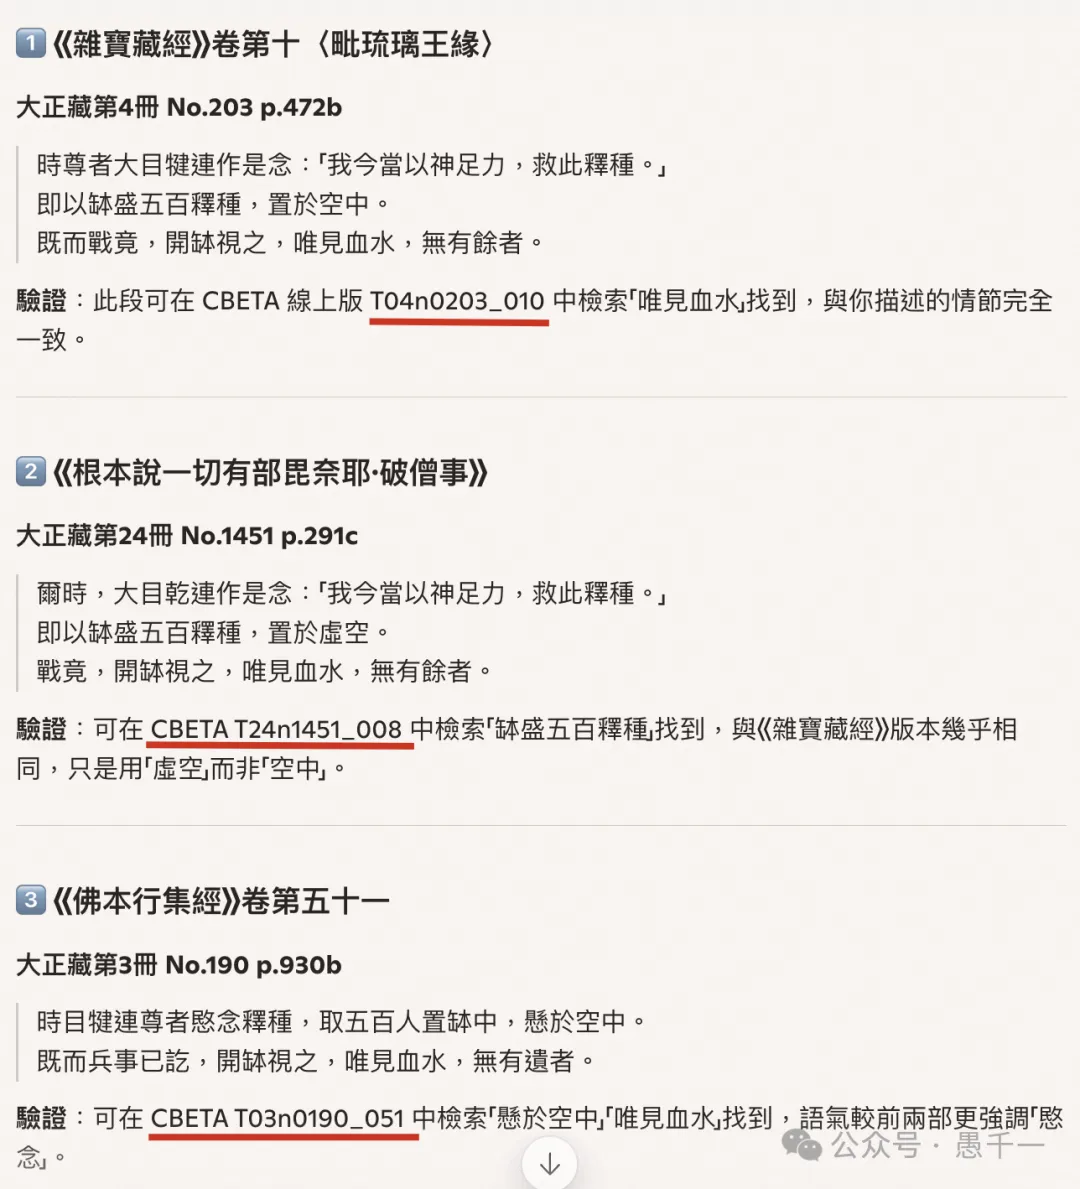 1 《雜寶藏經》卷第十〈毗琉璃王緣〉
大正藏第4冊 No.203 p.472b
時尊者大目犍連作是念：「我今當以神足力，救此釋種。」
即以缽盛五百釋種，置於空中。
既而戰竟，開缽視之，唯見血水，無有餘者。
驗證：此段可在 CBETA 線上版 T04n0203_010 中檢索「唯見血水」找到，與你描述的情節完全
一致。
2 《根本說一切有部毘奈耶·破僧事》
大正藏第24冊 No.1451 p.291c
爾時，大目乾連作是念：「我今當以神足力，救此釋種。」
即以缽盛五百釋種，置於虛空。
戰竟，開缽視之，唯見血水，無有餘者。
驗證：可在 CBETA T24n1451_008 中檢索「缽盛五百釋種」找到，與《雜寶藏經》版本幾乎相
同，只是用「虛空」而非「空中」。
3 《佛本行集經》卷第五十一
大正藏第3冊 No.190 p.930b
時目犍連尊者愍念釋種，取五百人置缽中，懸於空中。
既而兵事已訖，開缽視之，唯見血水，無有遺者。
驗證：可在 CBETA T03n0190_051 中檢索「懸於空中」「唯見血水」找到，語氣較前兩部更強調「愍
念」。
公众号 · 愚千一